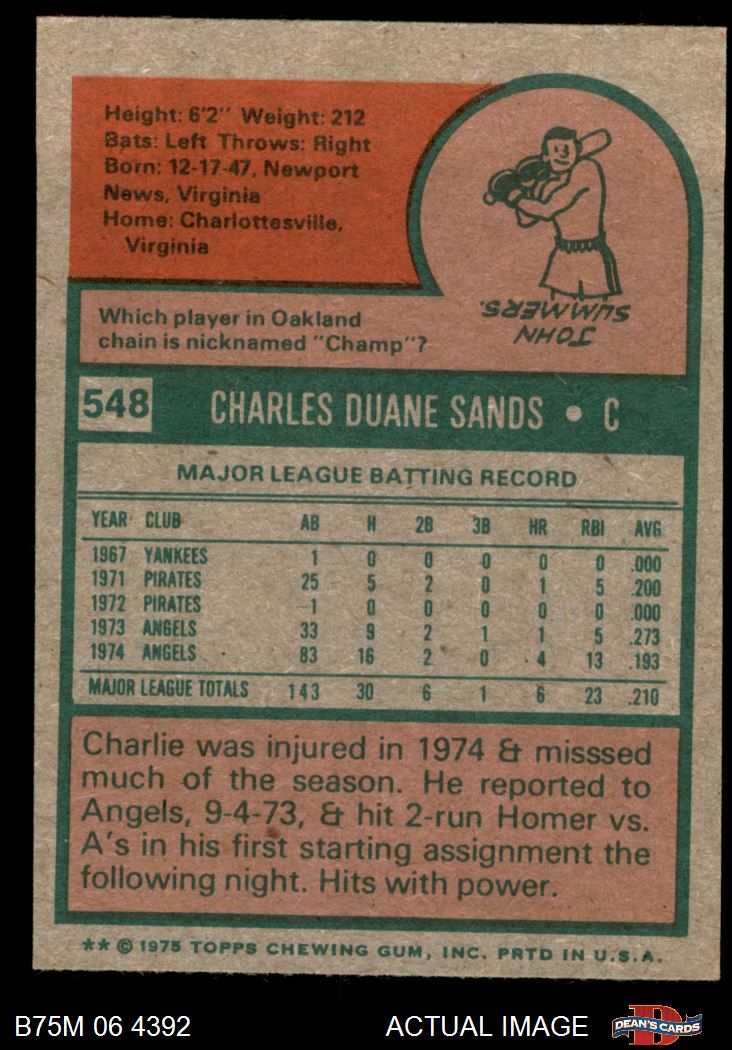 Height: 6'2" Weight: 212
Bats: Left Throws: Right
Born: 12-17-47, Newport
News, Virginia
Home: Charlottesville,
Virginia
JOHN
SUMMERS.
Which player in Oakland
chain is nicknamed "Champ"?
548 CHARLES DUANE SANDS • C
MAJOR LEAGUE BATTING RECORD
YEAR CLUB AB H 2B 3B HR RBI AVG
1967 YANKEES 1 0 0 0 0 0 .000
1971 PIRATES 25 5 2 0 1 5 .200
1972 PIRATES 1 0 0 0 0 0 .000
1973 ANGELS 33 9 2 1 1 5 .273
1974 ANGELS 83 16 2 0 4 13 .193
MAJOR LEAGUE TOTALS 143 30 6 1 6 23 .210
Charlie was injured in 1974 & misssed
much of the season. He reported to
Angels, 9-4-73, & hit 2-run Homer vs.
A's in his first starting assignment the
following night. Hits with power.
** © 1975 TOPPS CHEWING GUM, INC. PRTD IN U.S.A.
B75M 06 4392 ACTUAL IMAGE D DEAN'S CARDS